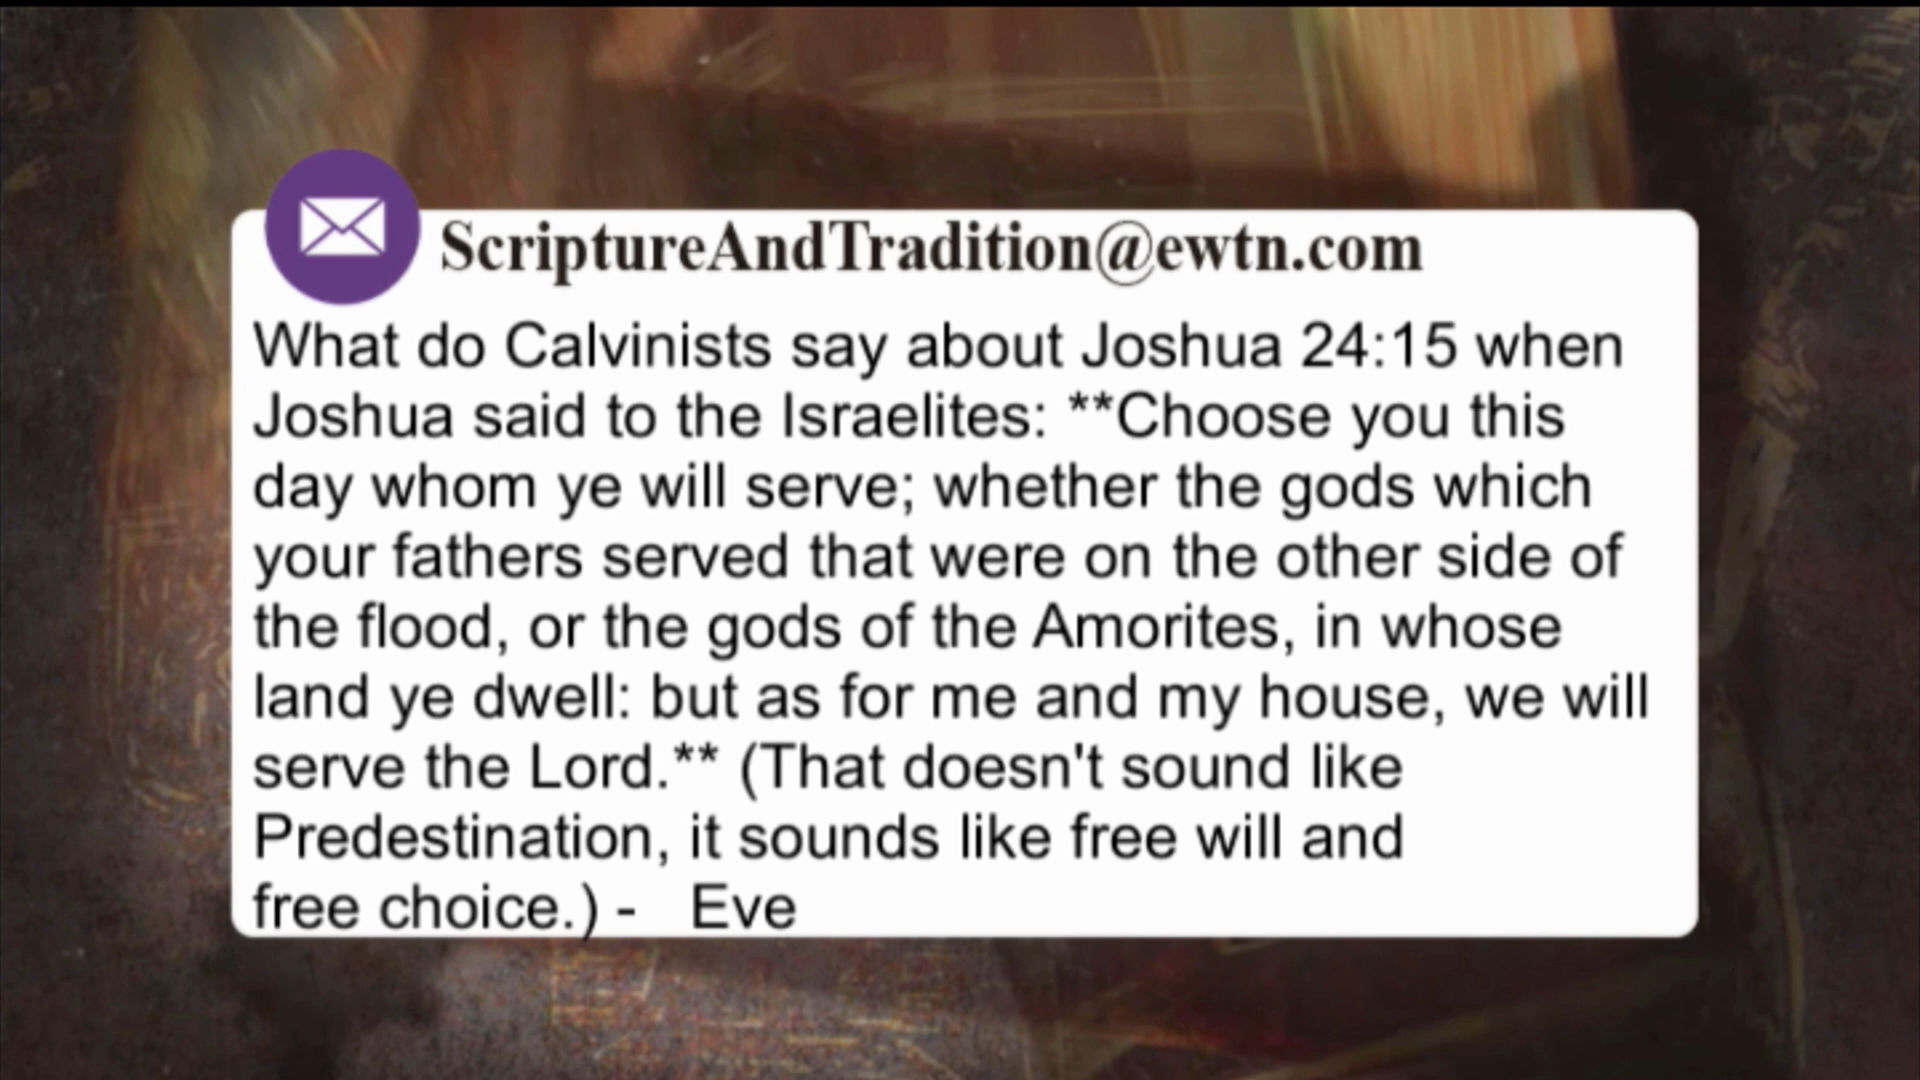 ScriptureAndTradition@ewtn.com
What do Calvinists say about Joshua 24:15 when
Joshua said to the Israelites: **Choose you this
day whom ye will serve; whether the gods which
your fathers served that were on the other side of
the flood, or the gods of the Amorites, in whose
land ye dwell: but as for me and my house, we will
serve the Lord.** (That doesn't sound like
Predestination, it sounds like free will and
free choice.) -   Eve